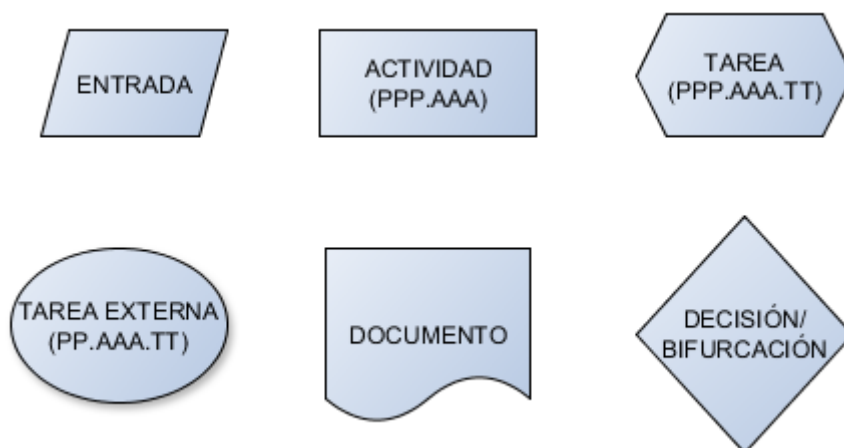 ENTRADA
ACTIVIDAD
(PPP.AAA)
TAREA
(PPP.AAA.TT)
TAREA EXTERNA
(PP.AAA.TT)
DOCUMENTO
DECISIÓN/
BIFURCACIÓN